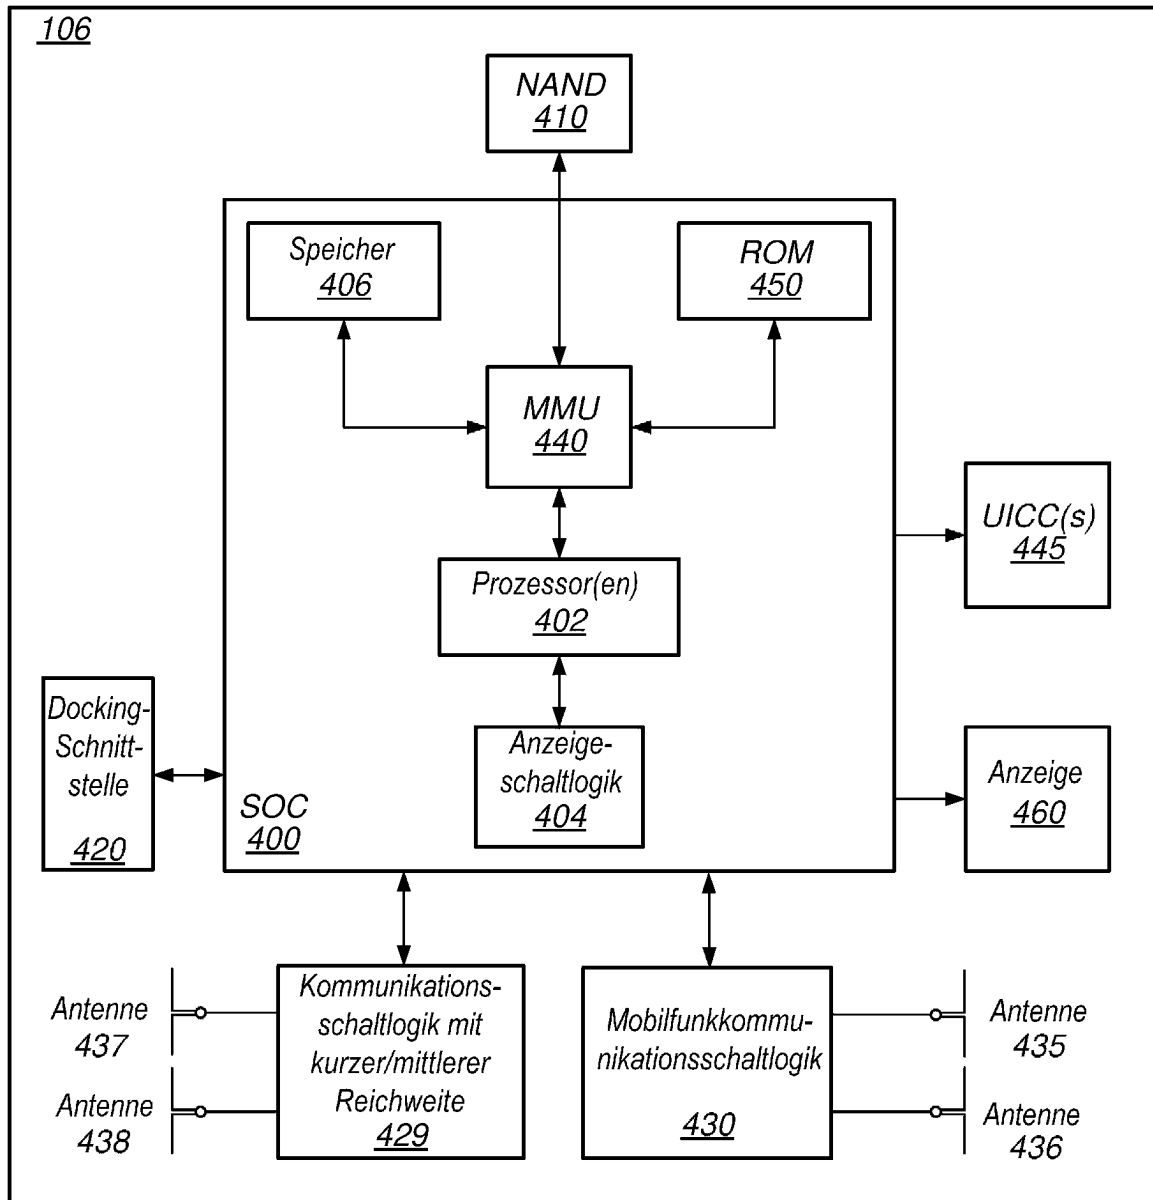 106
NAND
410
Speicher
406
ROM
450
MMU
440
UICC(s)
445
Prozessor(en)
402
Docking-
Schnitt-
stelle
420
Anzeige-
schaltlogik
404
SOC
400
Anzeige
460
Kommunikations-
schaltlogik mit
kurzer/mittlerer
Reichweite
429
Mobilfunkkommu-
nikationsschaltlogik
430
Antenne
437
Antenne
438
Antenne
435
Antenne
436